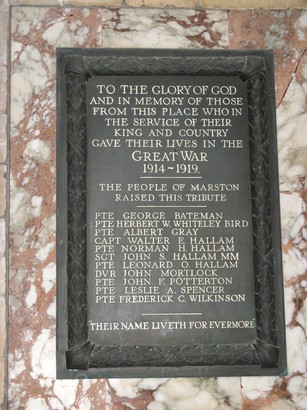 TO THE GLORY OF GOD
AND IN MEMORY OF THOSE
FROM THIS PLACE WHO IN
THE SERVICE OF THEIR
KING AND COUNTRY
GAVE THEIR LIVES IN THE
GREAT WAR
1914~1919.
THE PEOPLE OF MARSTON
RAISED THIS TRIBUTE
PTE GEORGE BATEMAN
PTE HERBERT W. WHITELEY BIRD
PTE ALBERT GRAY
CAPT WALTER E. HALLAM
PTE NORMAN H. HALLAM
SGT JOHN S. HALLAM MM
PTE LEONARD O. HALLAM
DVR JOHN MORTLOCK
PTE JOHN F. POTTERTON
PTE LESLIE A. SPENCER
PTE FREDERICK C. WILKINSON
THEIR NAME LIVETH FOR EVERMORE